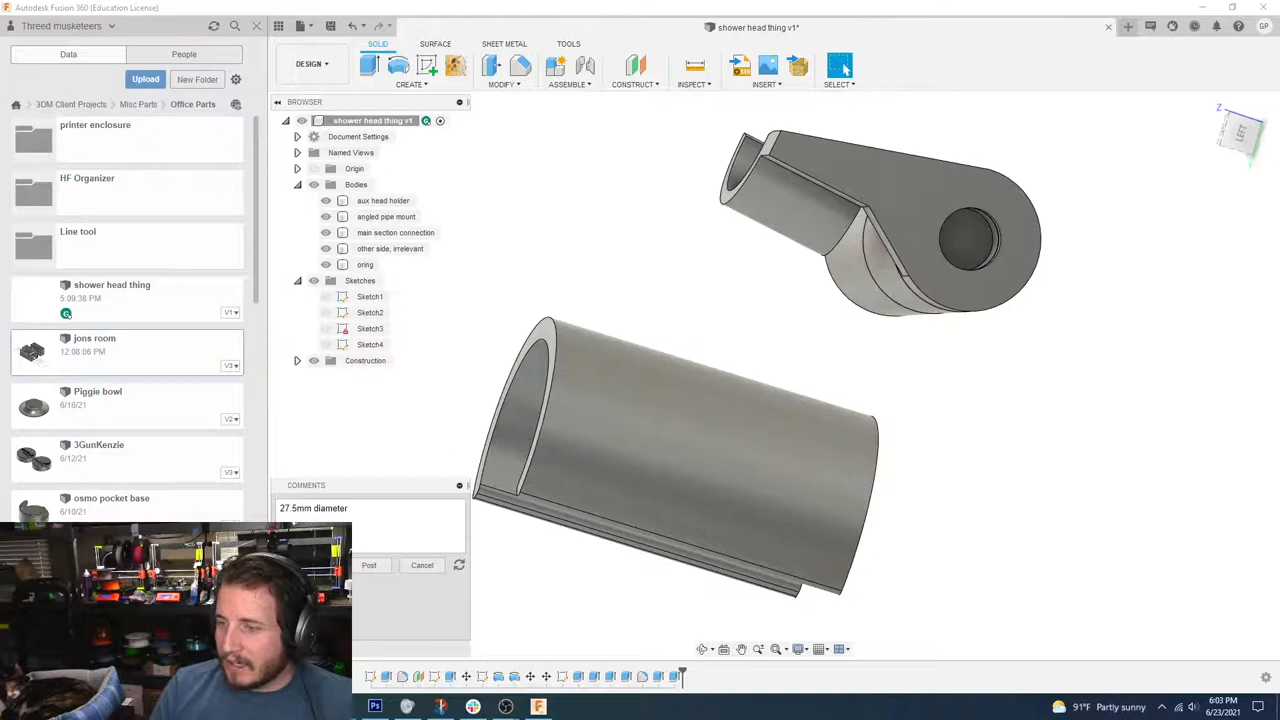 Autodesk Fusion 360 (Education License)
Threed musketeers
shower head thing v1*
GP
Data
People
Upload
New Folder
3DM Client Projects
Misc Parts
Office Parts
printer enclosure
HF Organizer
Line tool
shower head thing
5:09:38 PM
G
V1
jons room
12:08:06 PM
V3
Piggie bowl
6/16/21
V2
3GunKenzie
6/12/21
V3
osmo pocket base
6/10/21
DESIGN
SOLID
SURFACE
SHEET METAL
TOOLS
CREATE
MODIFY
ASSEMBLE
CONSTRUCT
INSPECT
INSERT
SELECT
BROWSER
shower head thing v1
G
Document Settings
Named Views
Origin
Bodies
aux head holder
angled pipe mount
main section connection
other side, irrelevant
oring
Sketches
Sketch1
Sketch2
Sketch3
Sketch4
Construction
COMMENTS
27.5mm diameter
Post
Cancel
Z
LEFT
91°F Partly sunny
6:03 PM
6/23/2021